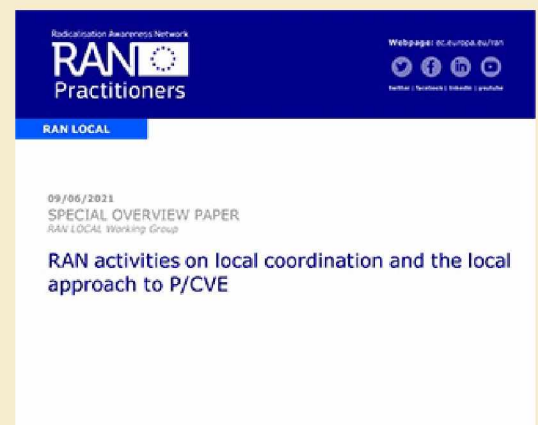 Radicalisation Awareness Network
RAN
Practitioners
Webpage: ec.europa.eu/ran
twitter | facebook | linkedin | youtube
RAN LOCAL
09/06/2021
SPECIAL OVERVIEW PAPER
RAN LOCAL Working Group
RAN activities on local coordination and the local
approach to P/CVE